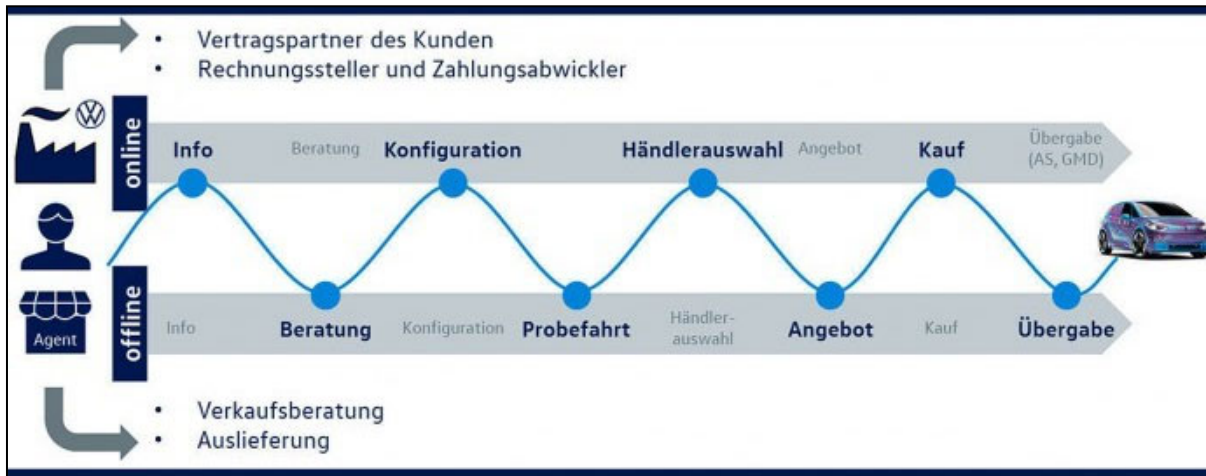 • Vertragspartner des Kunden
• Rechnungssteller und Zahlungsabwickler
online
Info Beratung Konfiguration Händlerauswahl Angebot Kauf Übergabe
(AS, GMD)
offline
Info Beratung Konfiguration Probefahrt Händler-
auswahl Angebot Kauf Übergabe
Agent
• Verkaufsberatung
• Auslieferung